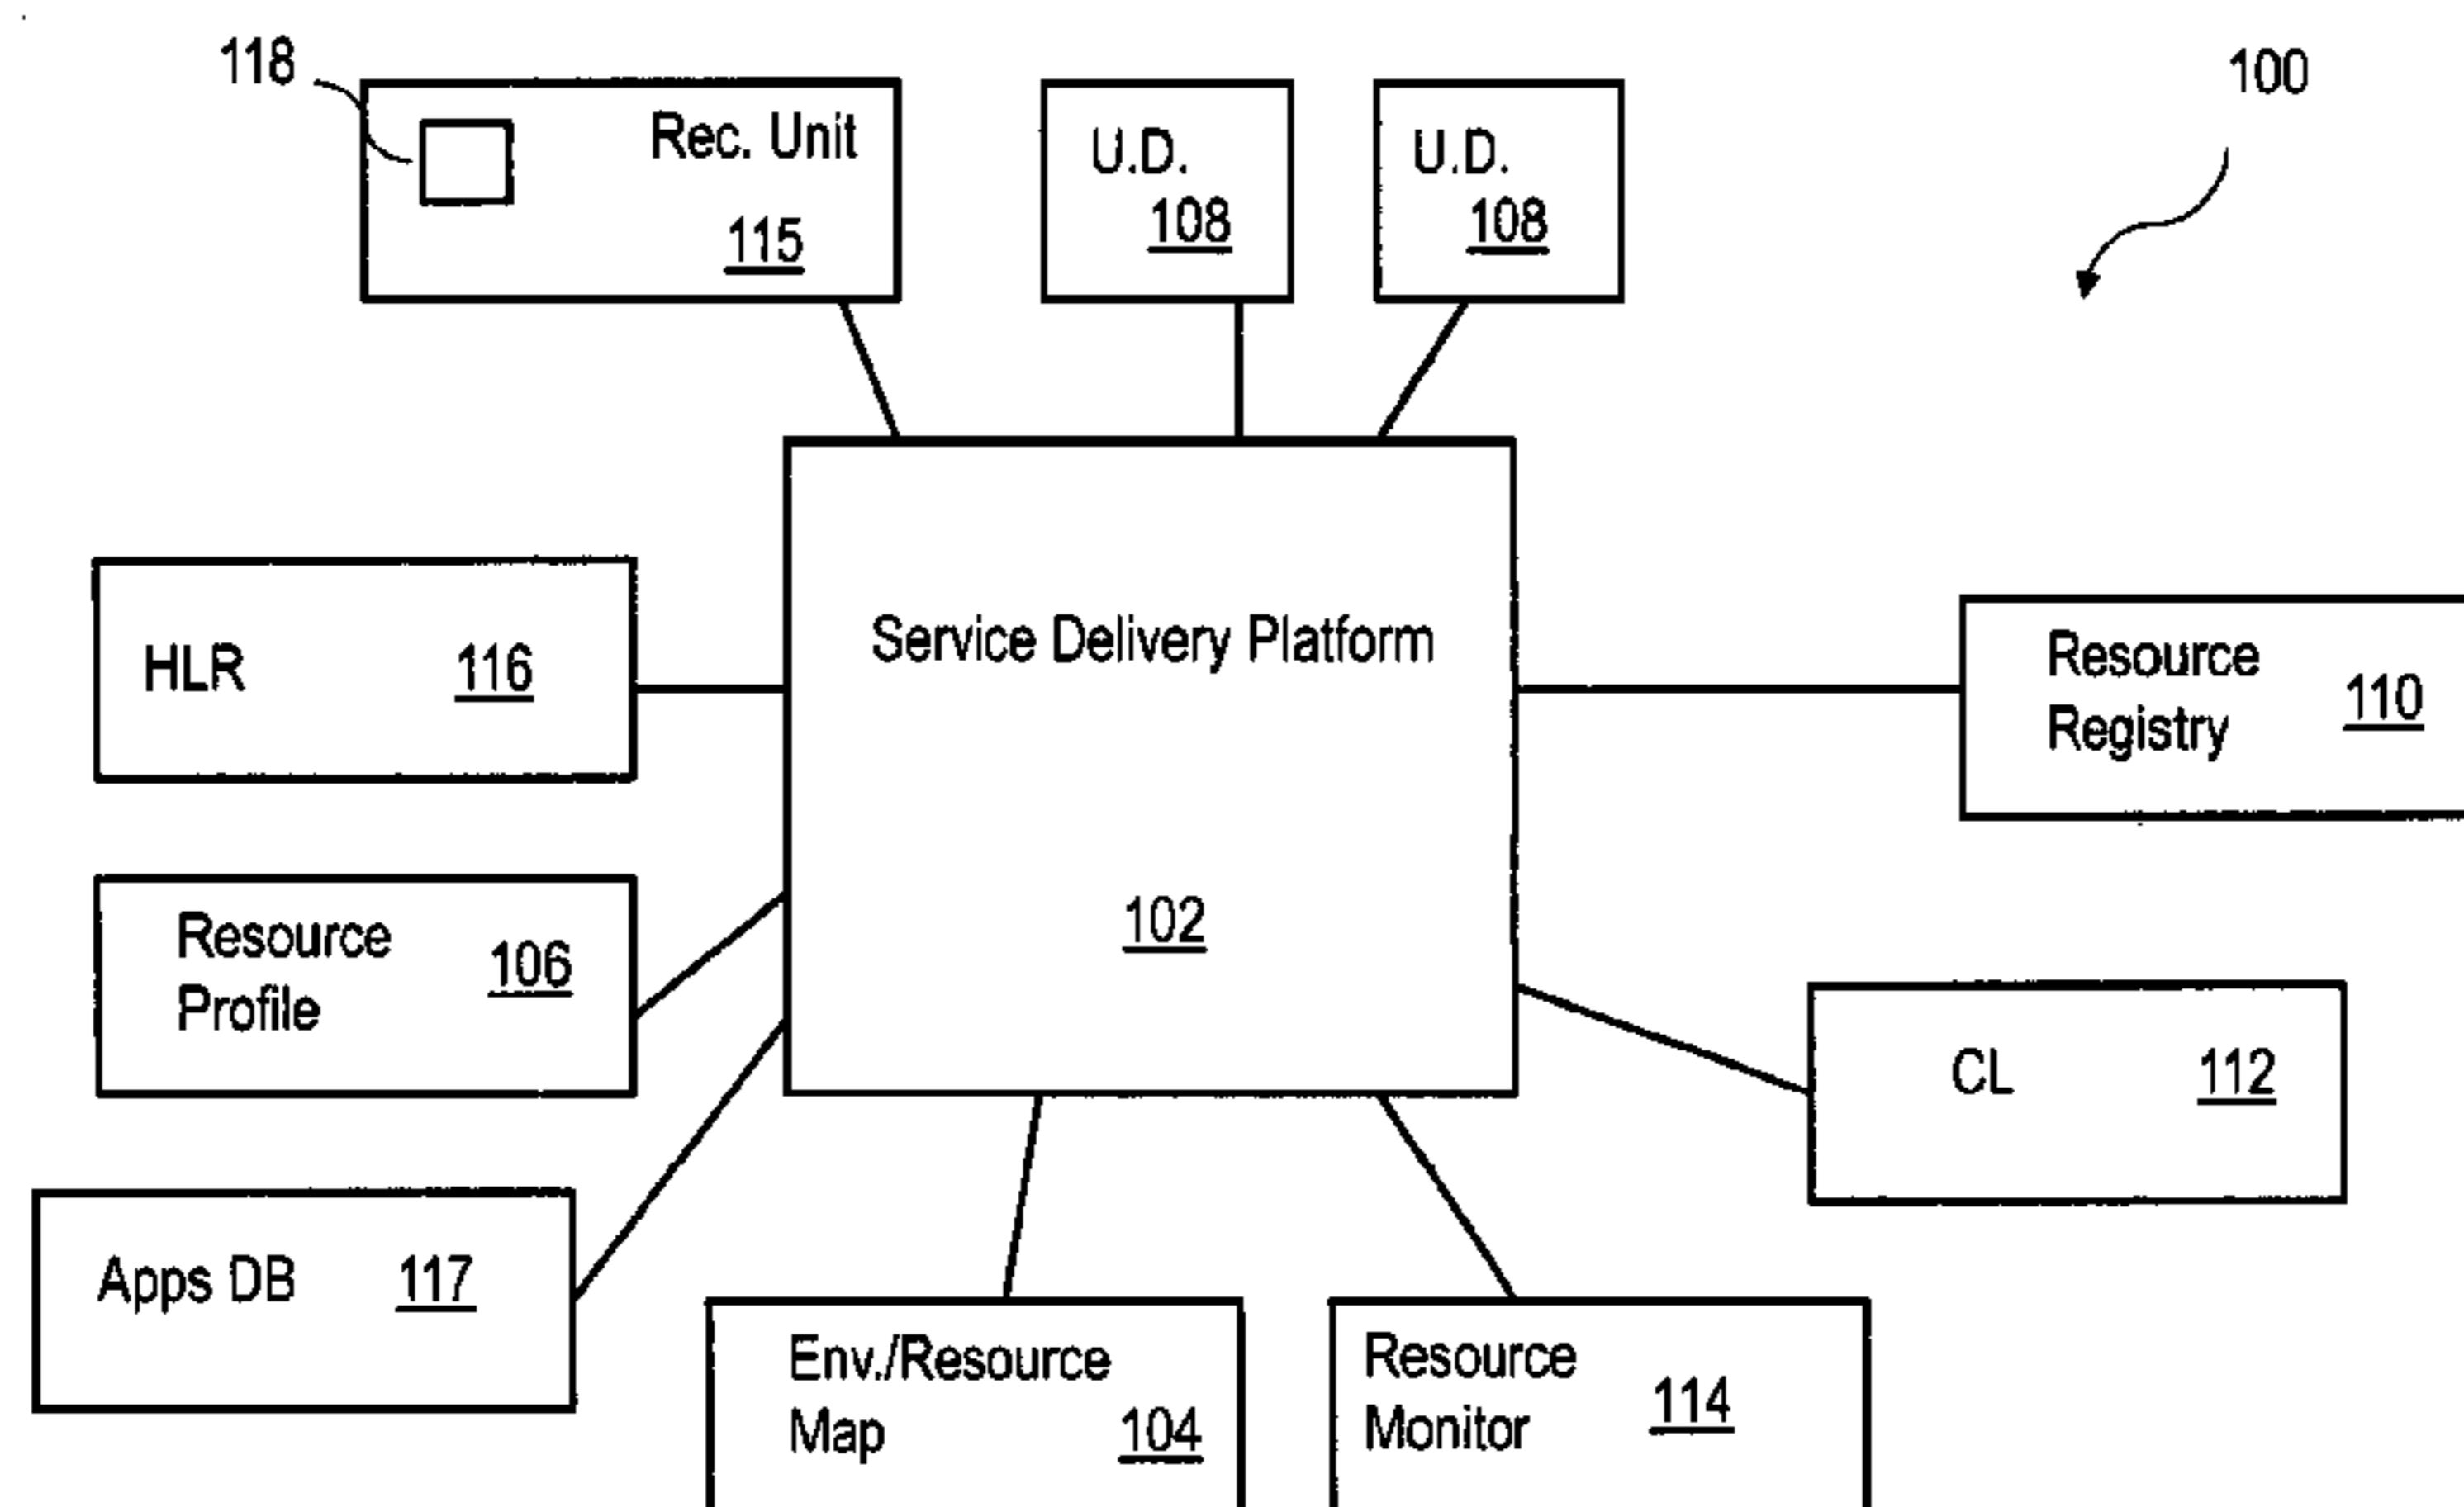 118
100
Rec. Unit
115
U.D.
108
U.D.
108
HLR 116
Service Delivery Platform
102
Resource
Registry
110
Resource
Profile
106
CL 112
Apps DB 117
Env./Resource
Map 104
Resource
Monitor
114